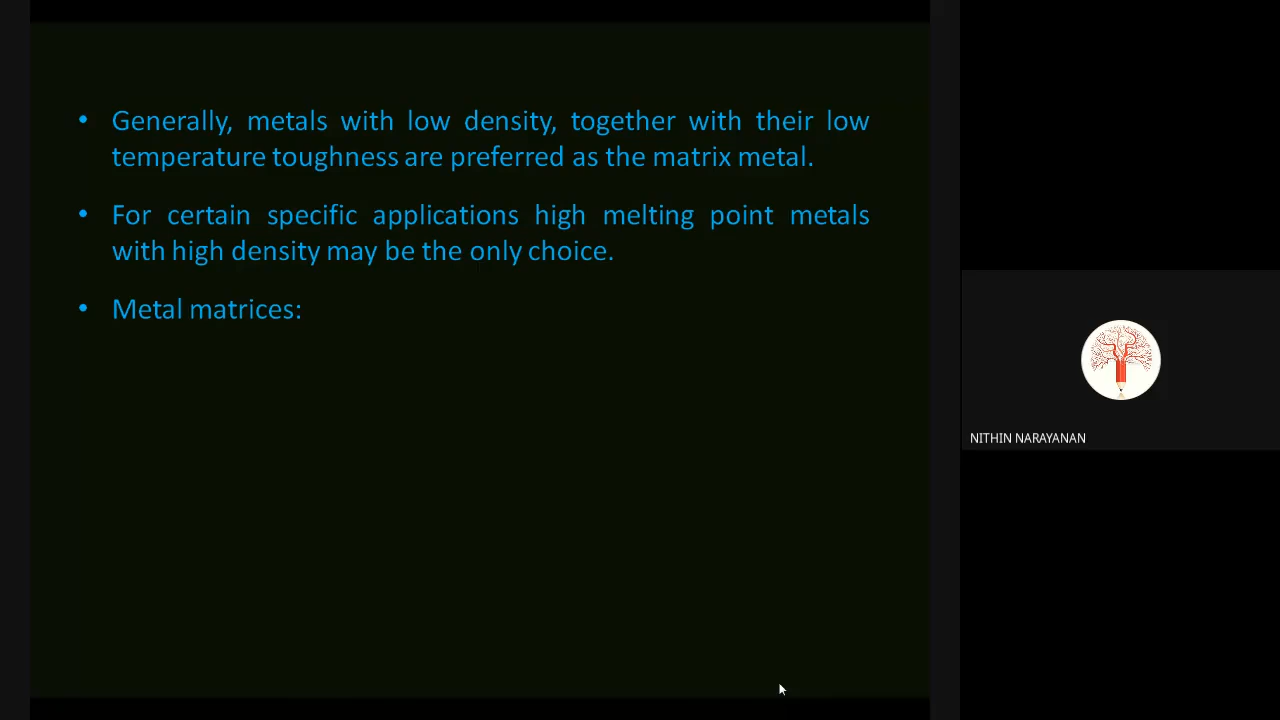 • Generally, metals with low density, together with their low
temperature toughness are preferred as the matrix metal.
• For certain specific applications high melting point metals
with high density may be the only choice.
• Metal matrices:
NITHIN NARAYANAN